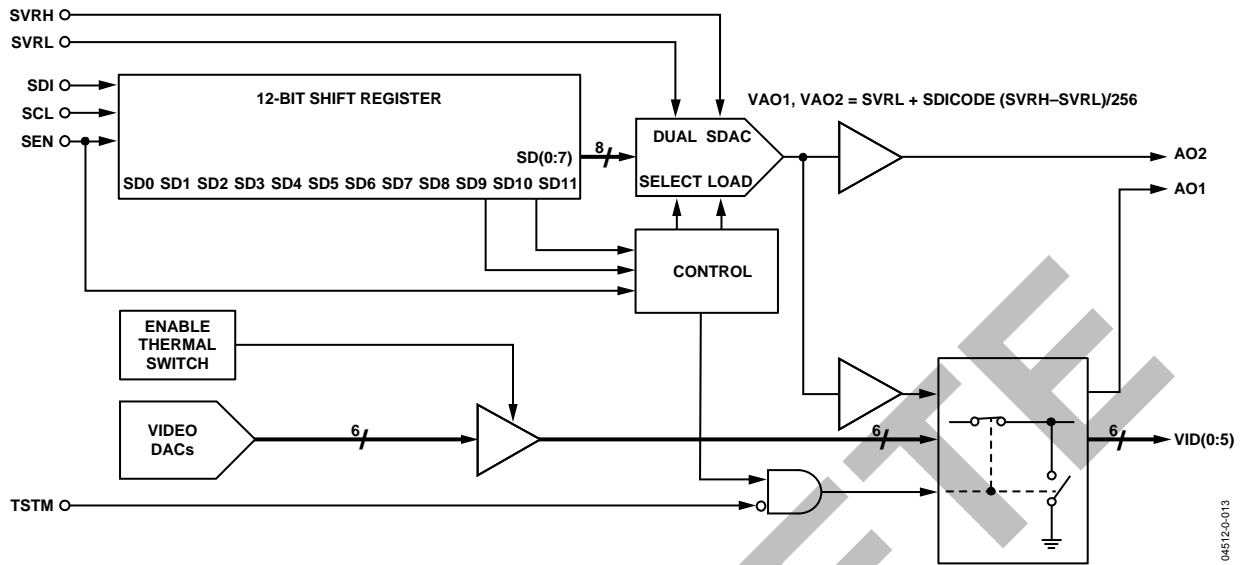 SVRH
SVRL
SDI
SCL
SEN
12-BIT SHIFT REGISTER
SD(0:7)
SD0 SD1 SD2 SD3 SD4 SD5 SD6 SD7 SD8 SD9 SD10 SD11
8
DUAL SDAC
SELECT LOAD
VAO1, VAO2 = SVRL + SDICODE (SVRH–SVRL)/256
AO2
AO1
CONTROL
ENABLE
THERMAL
SWITCH
VIDEO
DACs
6
6
6
VID(0:5)
TSTM
04512-0-013
ETE